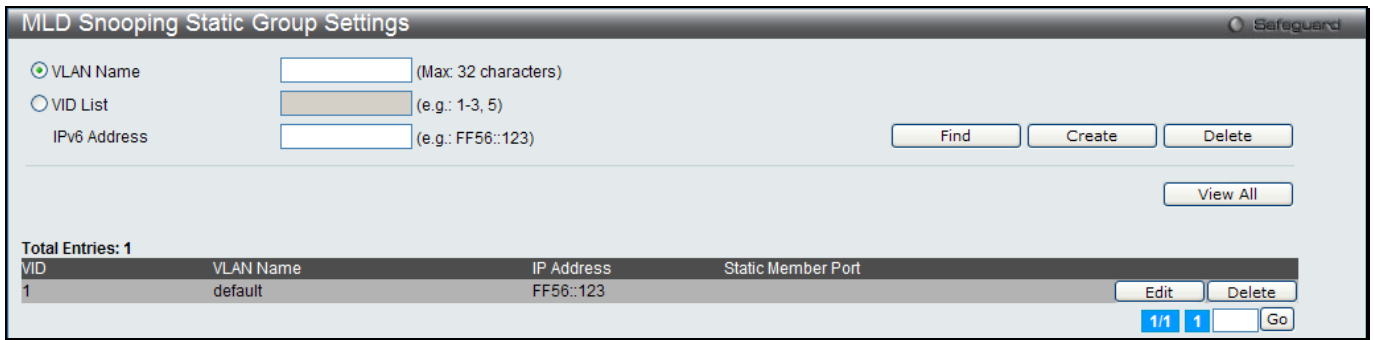 MLD Snooping Static Group Settings Safeguard
VLAN Name (Max: 32 characters)
VID List (e.g.: 1-3, 5)
IPv6 Address (e.g.: FF56::123) Find Create Delete
View All
Total Entries: 1
VID VLAN Name IP Address Static Member Port
1 default FF56::123 Edit Delete
1/1 1 Go